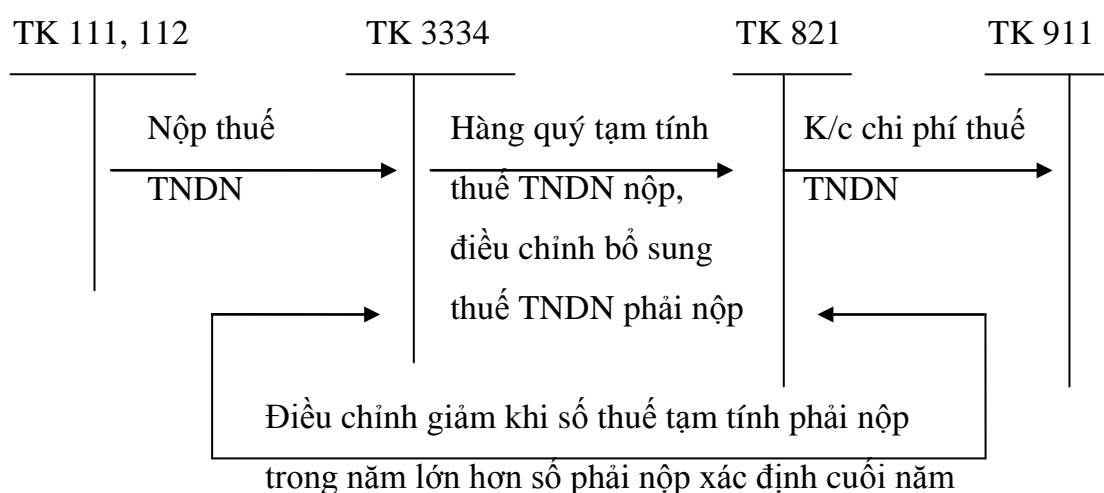 TK 111, 112
TK 3334
TK 821
TK 911
Nộp thuế
TNDN
Hàng quý tạm tính
thuế TNDN nộp,
điều chỉnh bổ sung
thuế TNDN phải nộp
K/c chi phí thuế
TNDN
Điều chỉnh giảm khi số thuế tạm tính phải nộp
trong năm lớn hơn số phải nộp xác định cuối năm